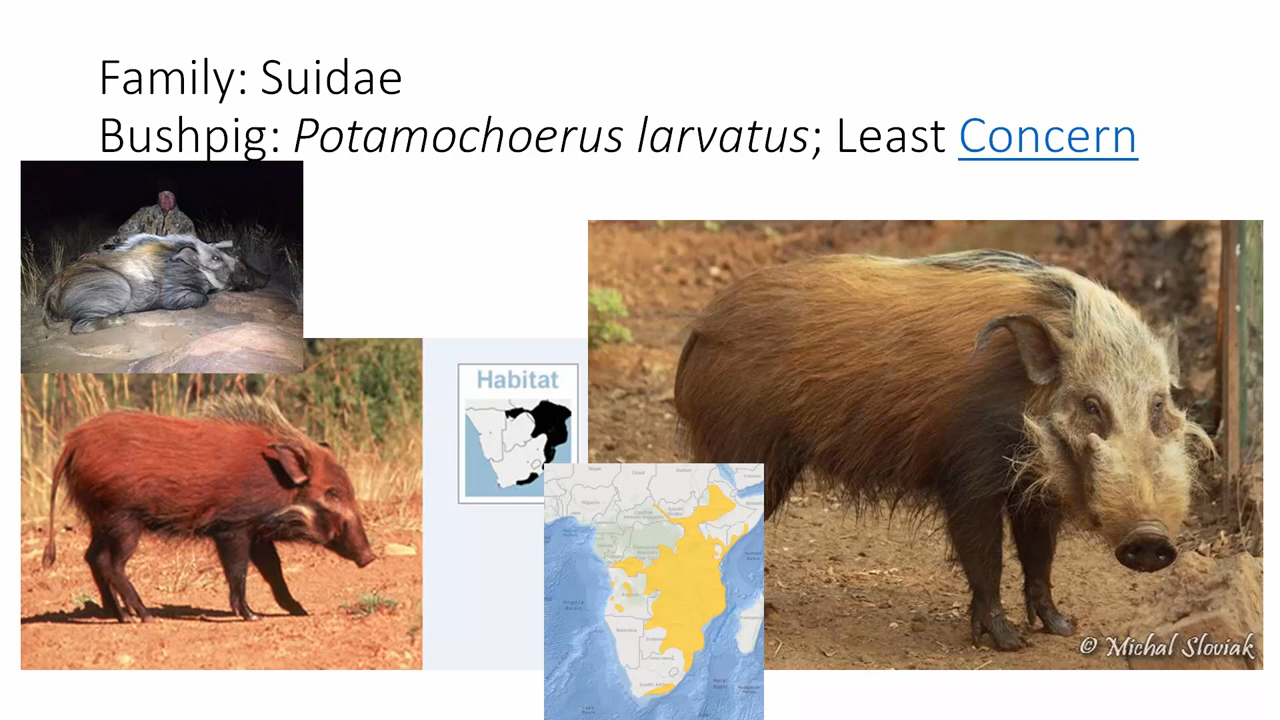 Family: Suidae
Bushpig: Potamochoerus larvatus; Least Concern
Habitat
© Michal Sloviak